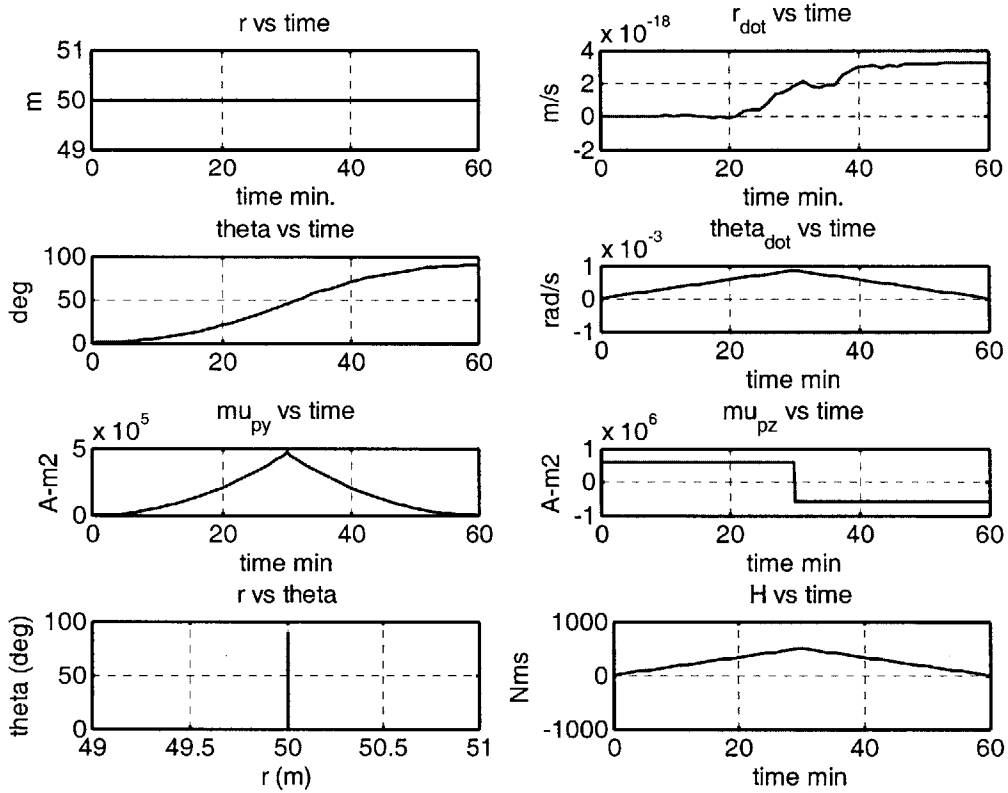 r vs time
51
50
49
m
0 20 40 60
time min.
r_dot vs time
x 10^-18
4
2
0
-2
m/s
0 20 40 60
time min.
theta vs time
100
50
0
deg
0 20 40 60
theta_dot vs time
x 10^-3
1
0
-1
rad/s
0 20 40 60
time min
mu_py vs time
x 10^5
5
0
A-m2
0 20 40 60
time min
mu_pz vs time
x 10^6
1
0
-1
A-m2
0 20 40 60
time min
r vs theta
100
50
0
theta (deg)
49 49.5 50 50.5 51
r (m)
H vs time
1000
0
-1000
Nms
0 20 40 60
time min